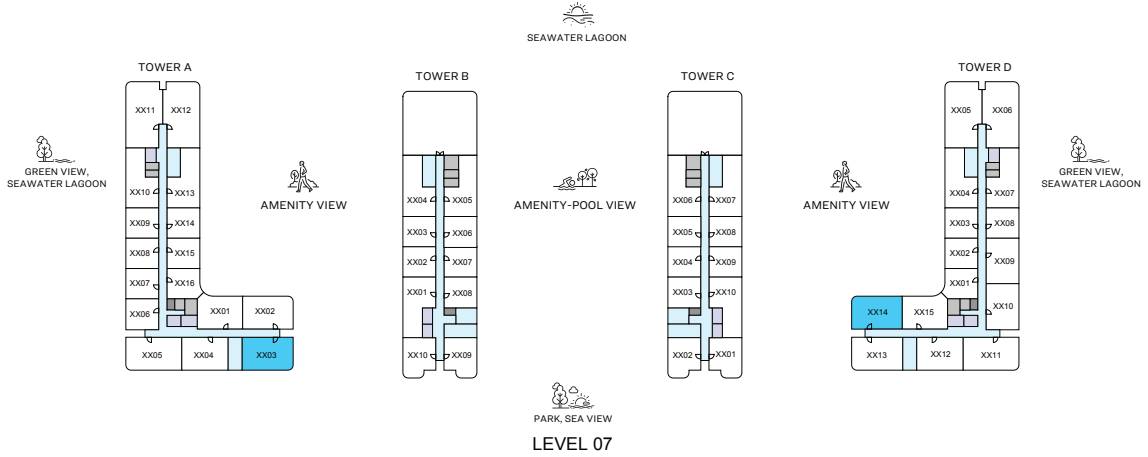 SEAWATER LAGOON
TOWER A
TOWER B
TOWER C
TOWER D
XX11 XX12
XX10 XX13
XX09 XX14
XX08 XX15
XX07 XX16
XX06 XX01 XX02
XX05 XX04 XX03
XX04 XX05
XX03 XX06
XX02 XX07
XX01 XX08
XX10 XX09
XX06 XX07
XX05 XX08
XX04 XX09
XX03 XX10
XX02 XX01
XX05 XX06
XX04 XX07
XX03 XX08
XX02 XX09
XX01 XX10
XX14 XX15
XX13 XX12 XX11
GREEN VIEW,
SEAWATER LAGOON
AMENITY VIEW
AMENITY-POOL VIEW
AMENITY VIEW
GREEN VIEW,
SEAWATER LAGOON
PARK, SEA VIEW
LEVEL 07